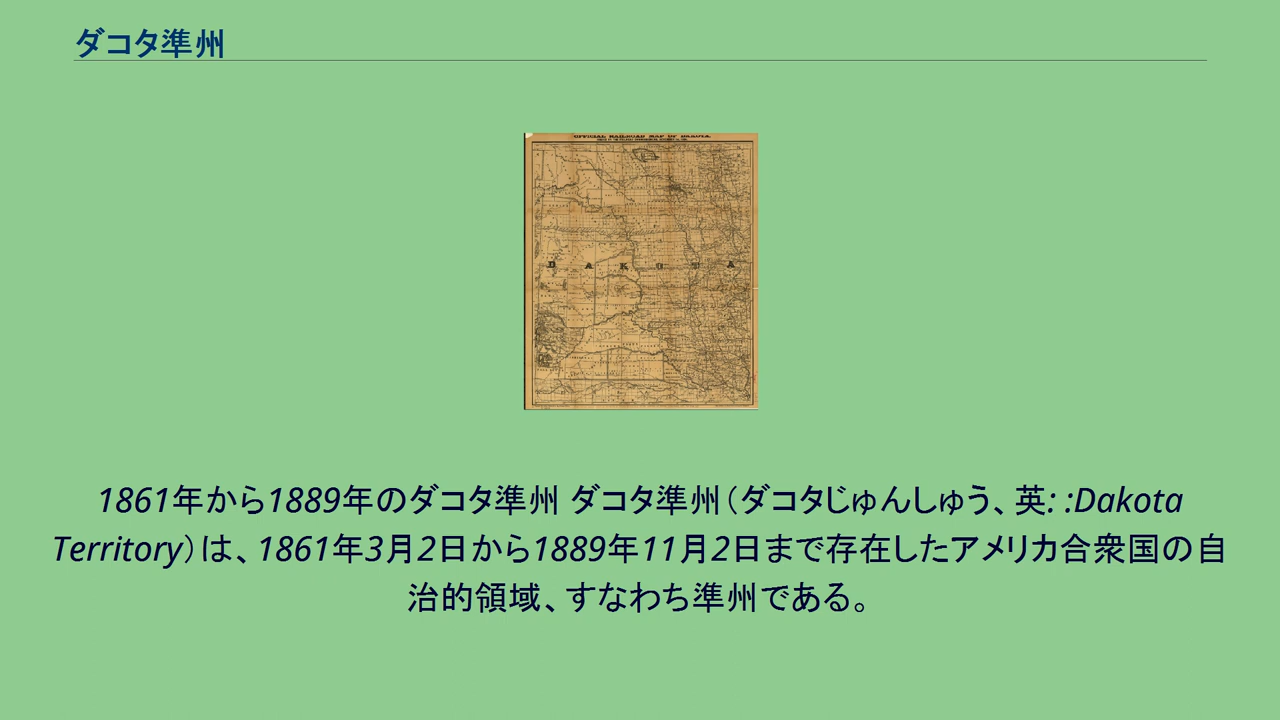 ダコタ準州
OFFICIAL RAILROAD MAP OF DAKOTA.
D A K O T A
1861年から1889年のダコタ準州 ダコタ準州（ダコタじゅんしゅう、英: :Dakota
Territory）は、1861年3月2日から1889年11月2日まで存在したアメリカ合衆国の自
治的領域、すなわち準州である。